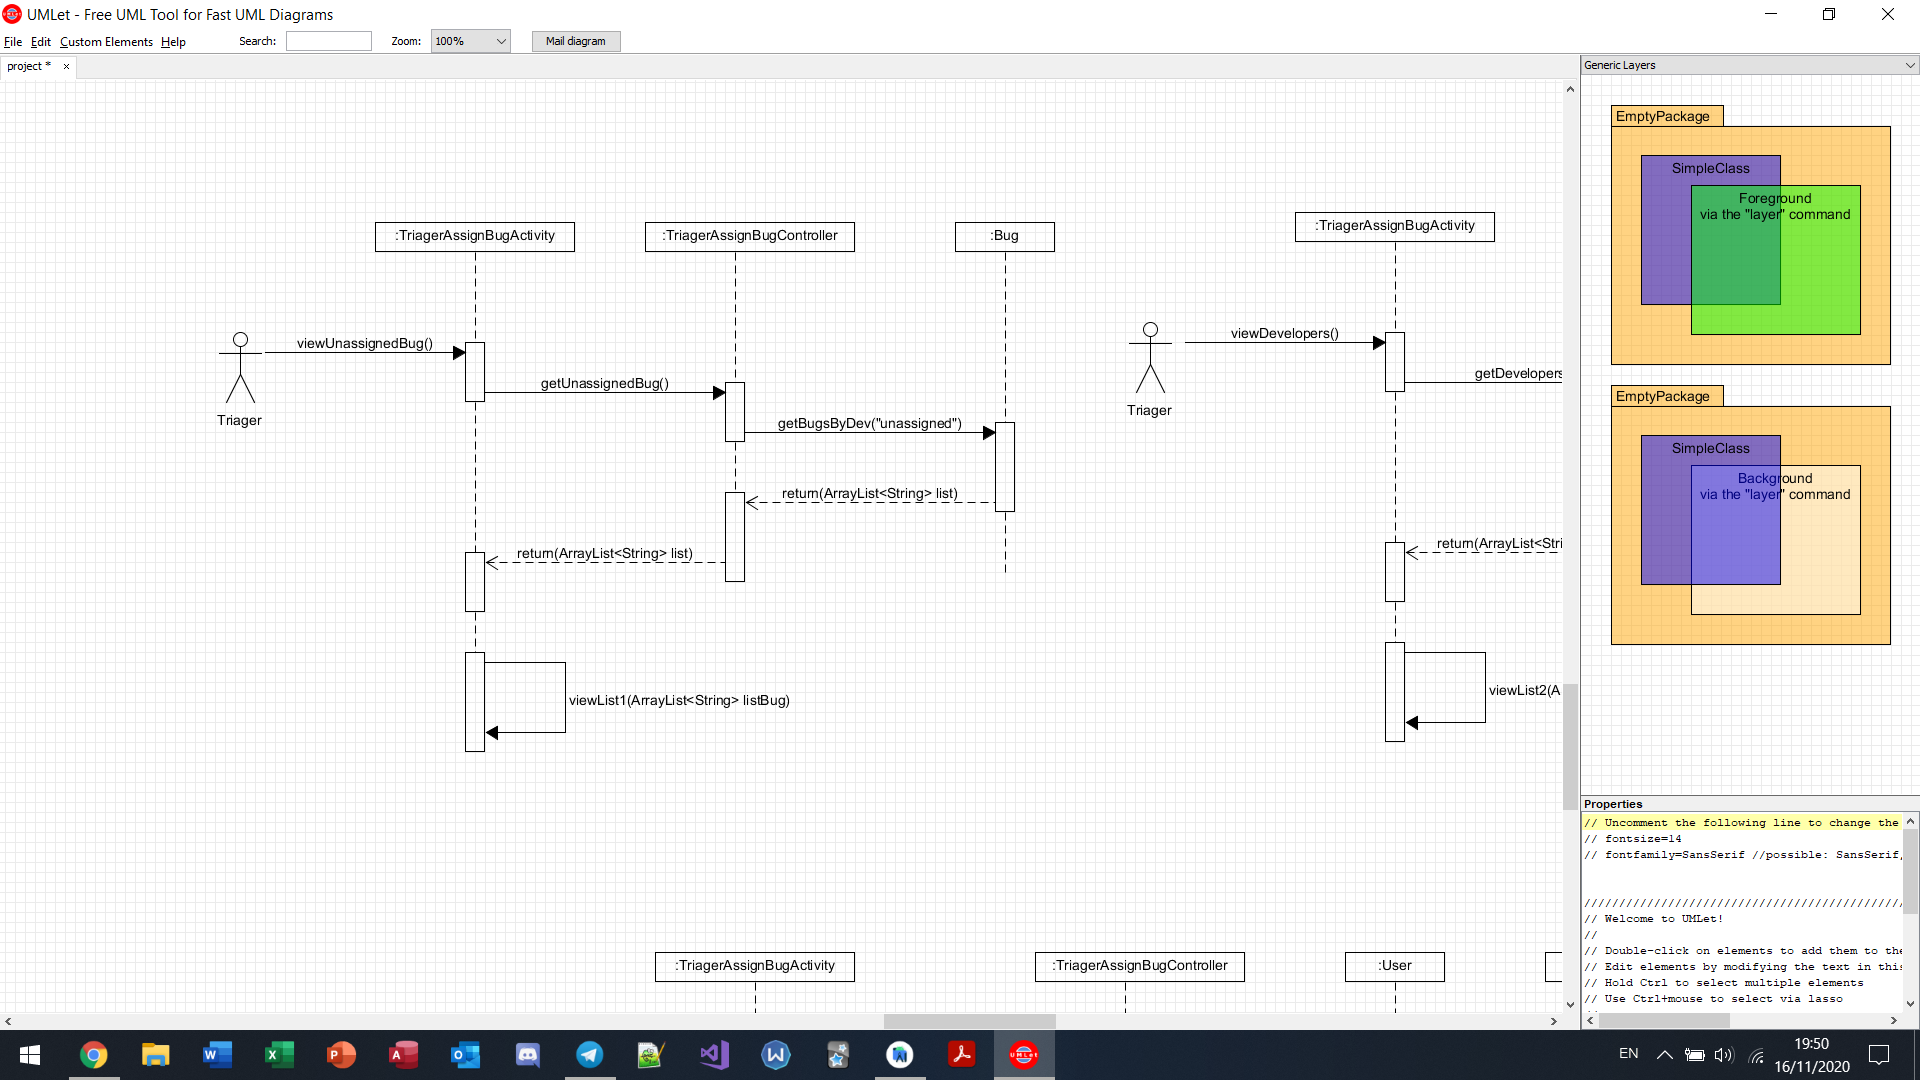 UMLet - Free UML Tool for Fast UML Diagrams
File Edit Custom Elements Help Search: Zoom: 100% Mail diagram
project *
:TriagerAssignBugActivity
:TriagerAssignBugController
:Bug
viewUnassignedBug()
getUnassignedBug()
getBugsByDev("unassigned")
return(ArrayList<String> list)
return(ArrayList<String> list)
viewList1(ArrayList<String> listBug)
Triager
:TriagerAssignBugActivity
viewDevelopers()
getDevelopers
Triager
return(ArrayList<Stri
viewList2(A
:TriagerAssignBugActivity
:TriagerAssignBugController
:User
Generic Layers
EmptyPackage
SimpleClass
Foreground
via the "layer" command
EmptyPackage
SimpleClass
Background
via the "layer" command
Properties
// Uncomment the following line to change the
// fontsize=14
// fontfamily=SansSerif //possible: SansSerif,
/////////////////////////////////////////////
// Welcome to UMLet!
//
// Double-click on elements to add them to the
// Edit elements by modifying the text in this
// Hold Ctrl to select multiple elements
// Use Ctrl+mouse to select via lasso
EN
19:50
16/11/2020